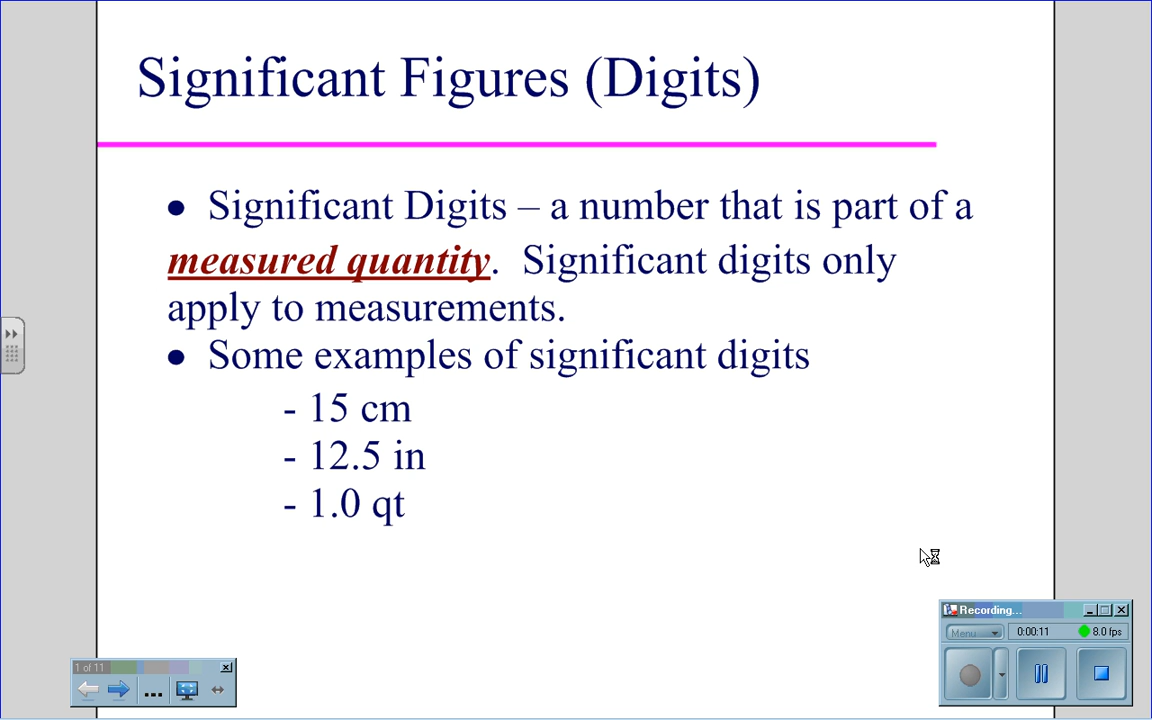 Significant Figures (Digits)
● Significant Digits – a number that is part of a
measured quantity. Significant digits only
apply to measurements.
● Some examples of significant digits
- 15 cm
- 12.5 in
- 1.0 qt
Recording...
Menu 0:00:11 8.0 fps
1 of 11
...